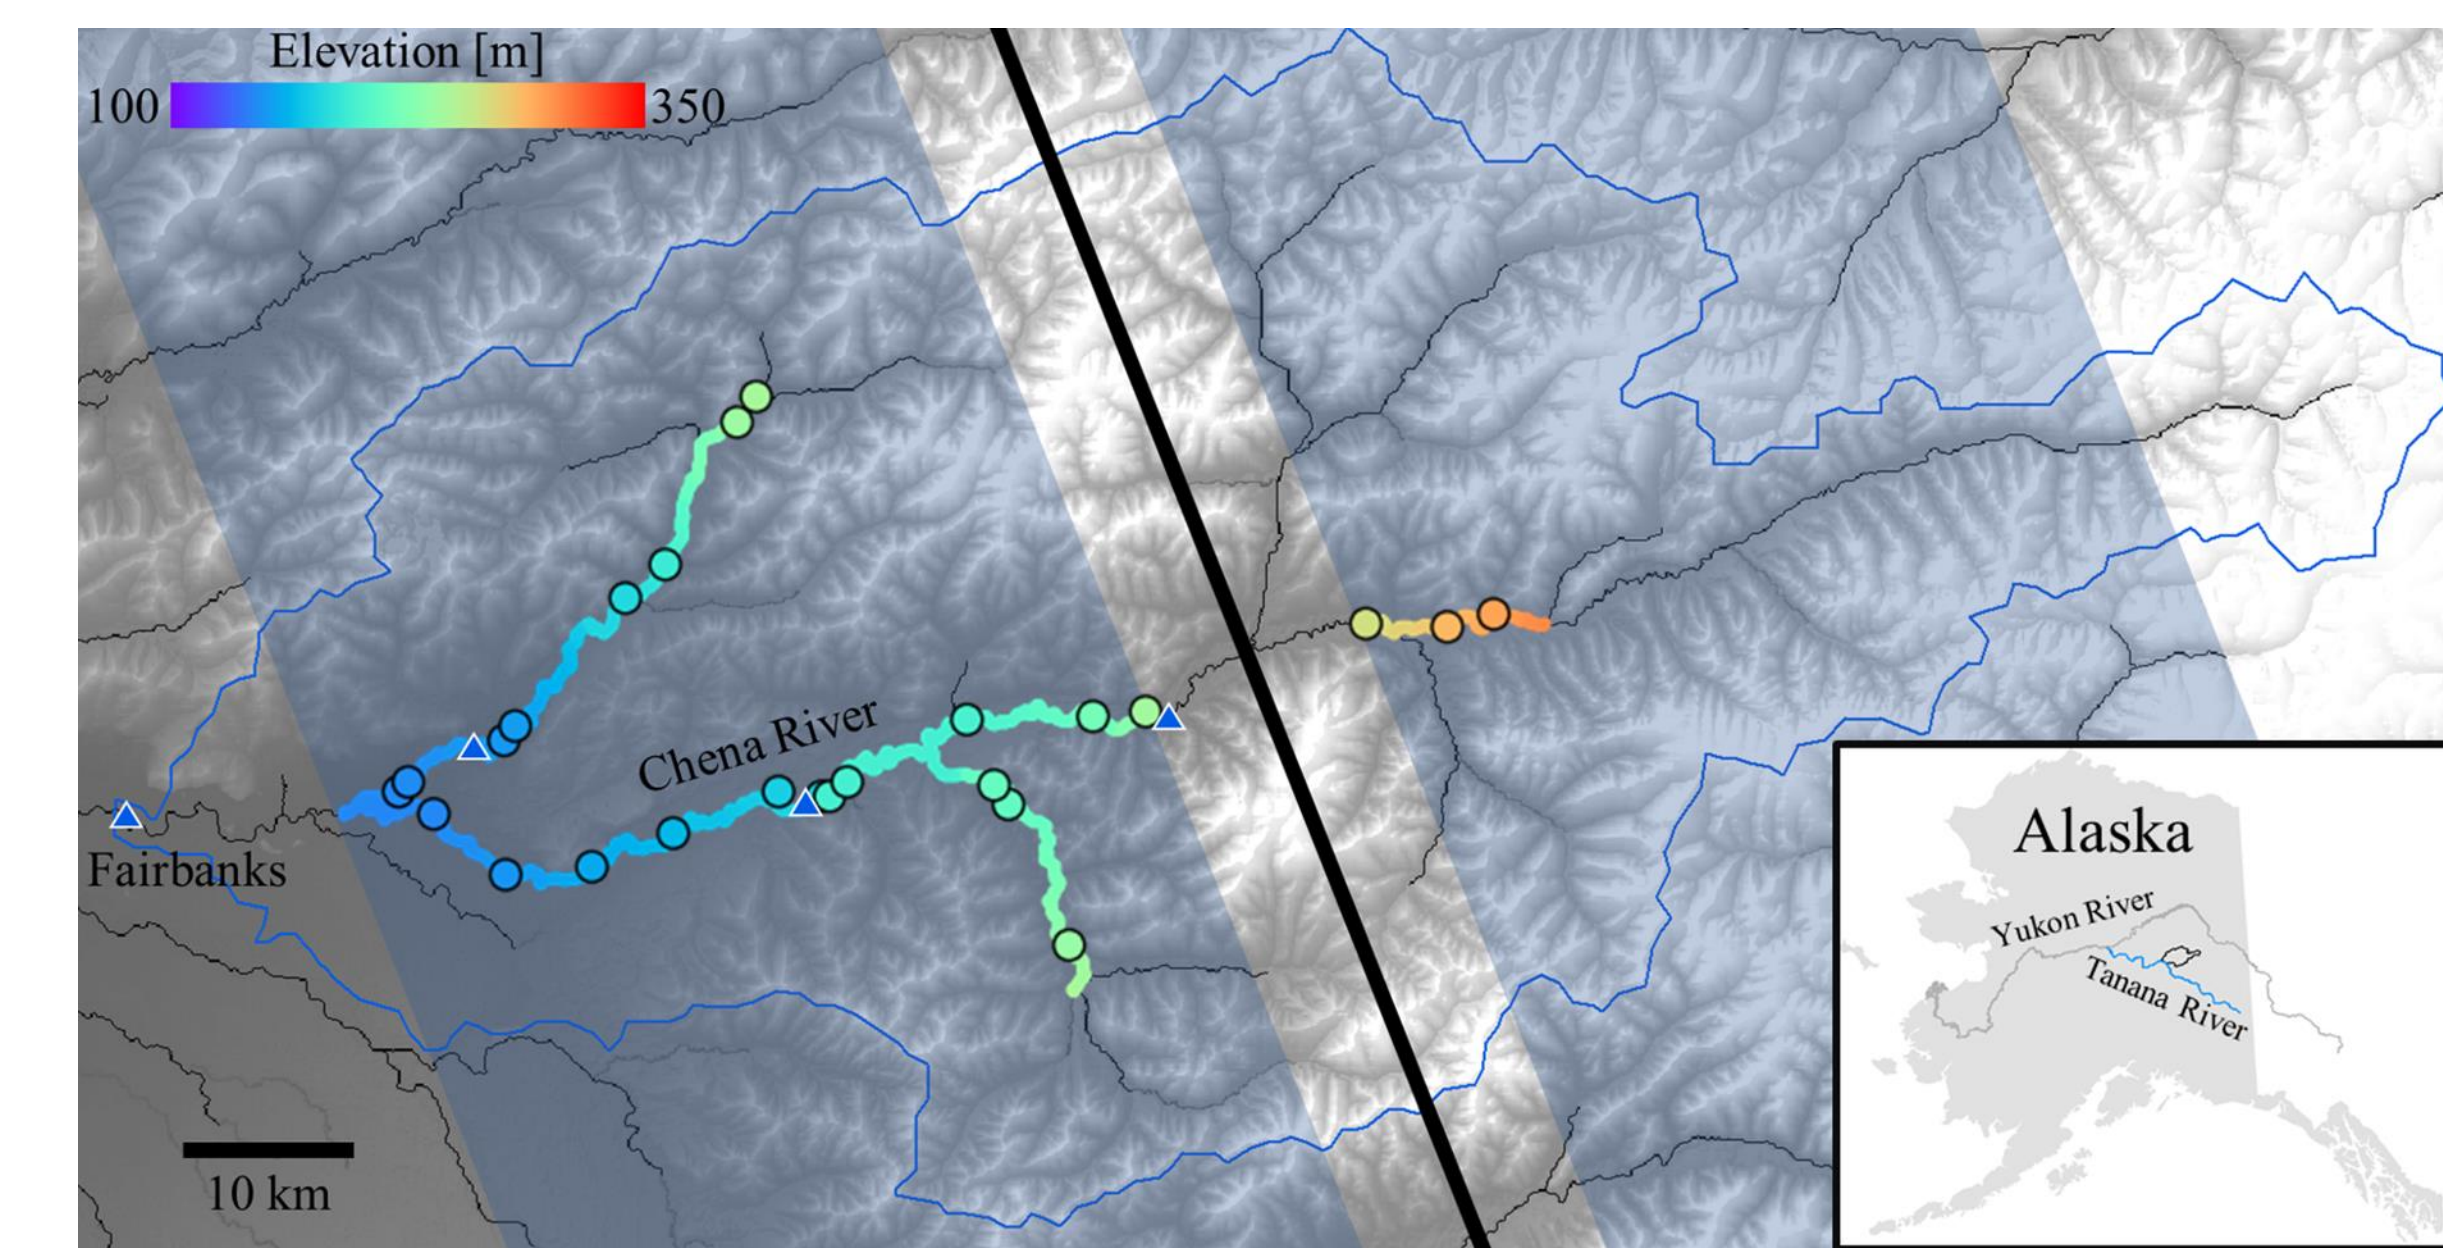 Elevation [m]
100
350
Chena River
Fairbanks
10 km
Alaska
Yukon River
Tanana River